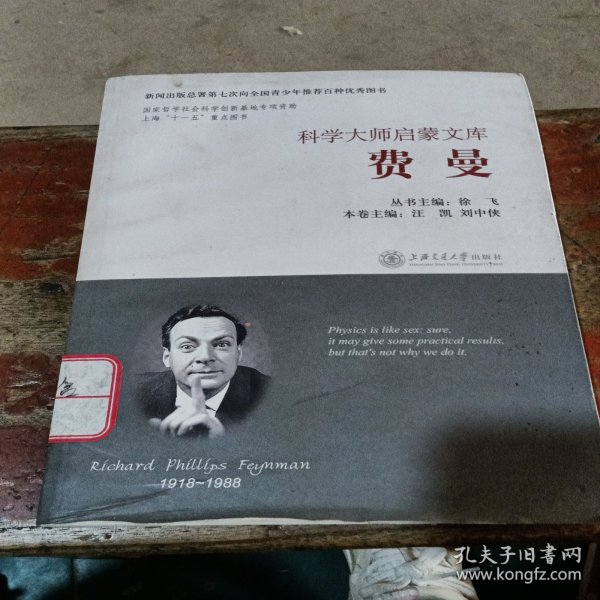 新闻出版总署第七次向全国青少年推荐百种优秀图书
国家哲学社会科学创新基地专项资助
上海“十一五”重点图书
科学大师启蒙文库
费曼
丛书主编：徐 飞
本卷主编：汪 凯 刘中侠
上海交通大学出版社
SHANGHAI JIAO TONG UNIVERSITY PRESS
Physics is like sex: sure,
it may give some practical results,
but that's not why we do it.
Richard Phillips Feynman
1918~1988
孔夫子旧书网
www.kongfz.com